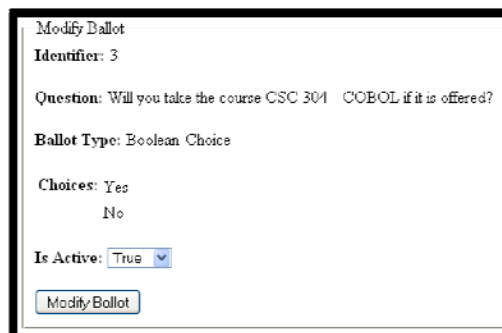 Modify Ballot
Identifier: 3
Question: Will you take the course CSC 304 COBOL if it is offered?
Ballot Type: Boolean Choice
Choices: Yes
No
Is Active: True
Modify Ballot